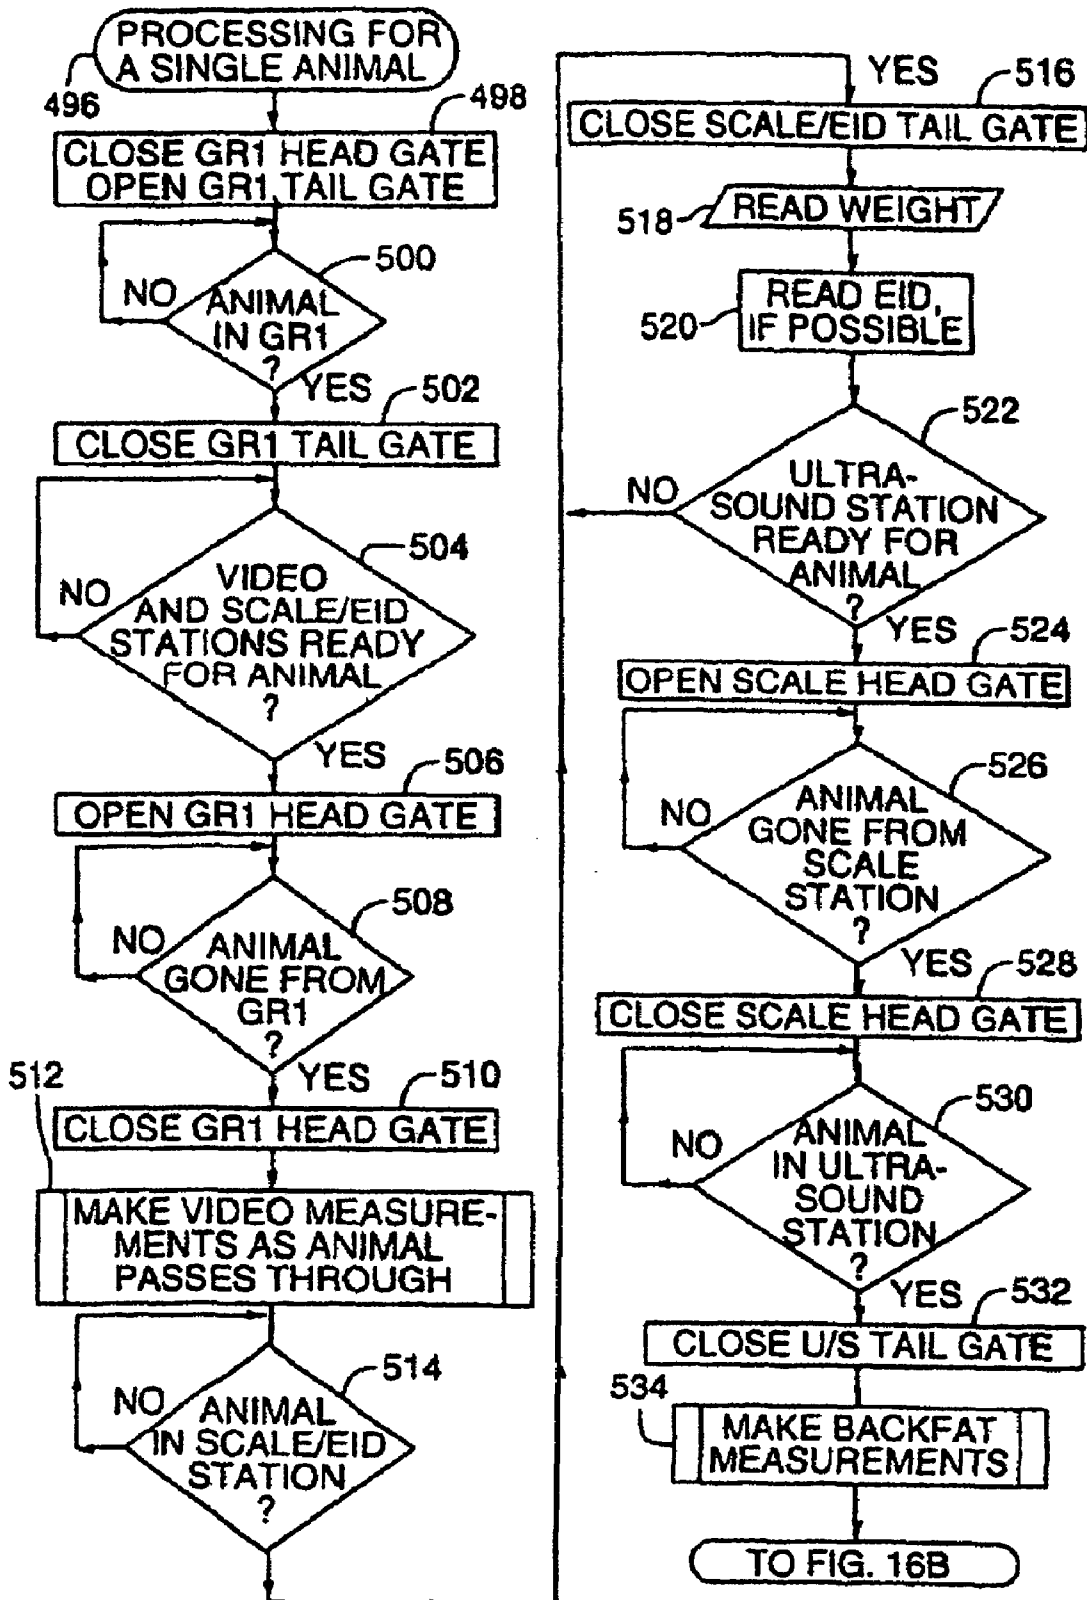 PROCESSING FOR
A SINGLE ANIMAL
496
498
CLOSE GR1 HEAD GATE
OPEN GR1 TAIL GATE
500
NO
ANIMAL
IN GR1
?
YES
502
CLOSE GR1 TAIL GATE
504
NO
VIDEO
AND SCALE/EID
STATIONS READY
FOR ANIMAL
?
YES
506
OPEN GR1 HEAD GATE
508
NO
ANIMAL
GONE FROM
GR1
?
YES
510
512
CLOSE GR1 HEAD GATE
MAKE VIDEO MEASURE-
MENTS AS ANIMAL
PASSES THROUGH
514
NO
ANIMAL
IN SCALE/EID
STATION
?
YES
516
CLOSE SCALE/EID TAIL GATE
518
READ WEIGHT
520
READ EID,
IF POSSIBLE
522
NO
ULTRA-
SOUND STATION
READY FOR
ANIMAL
?
YES
524
OPEN SCALE HEAD GATE
526
NO
ANIMAL
GONE FROM
SCALE
STATION
?
YES
528
CLOSE SCALE HEAD GATE
530
NO
ANIMAL
IN ULTRA-
SOUND
STATION
?
YES
532
CLOSE U/S TAIL GATE
534
MAKE BACKFAT
MEASUREMENTS
TO FIG. 16B